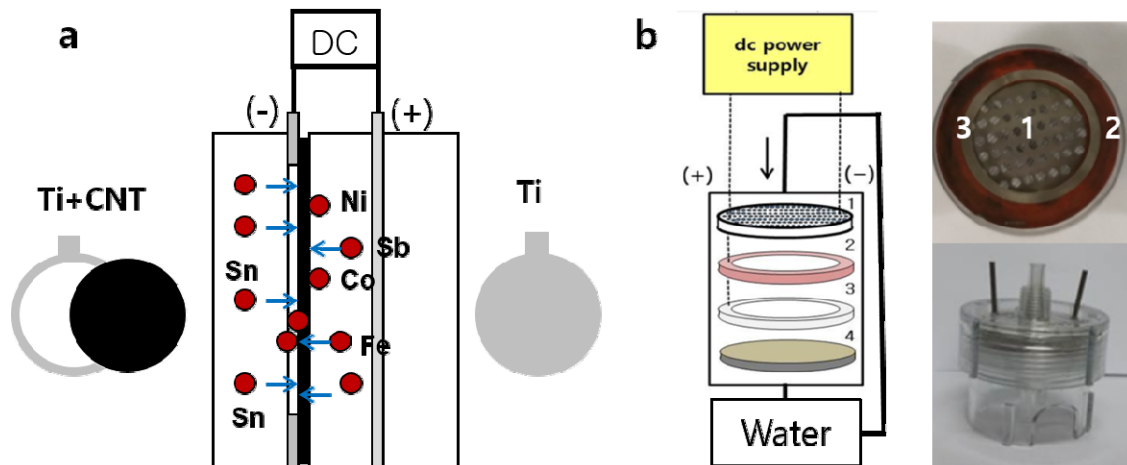 a
DC
(-)
(+)
Ti+CNT
Ni
Sb
Sn
Co
Fe
Sn
Ti
b
dc power
supply
(+)
(-)
1
2
3
4
Water
3
1
2